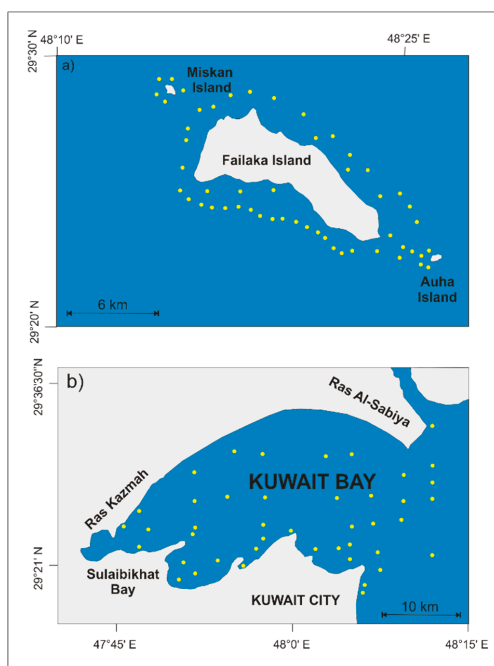 48°10' E
48°25' E
29°30' N
a)
Miskan
Island
Failaka Island
Auha
Island
6 km
29°20' N
b)
29°36'30" N
Ras Al-Sabiya
KUWAIT BAY
Ras Kazmah
29°21' N
Sulaibikhat
Bay
KUWAIT CITY
10 km
47°45' E
48°0' E
48°15' E